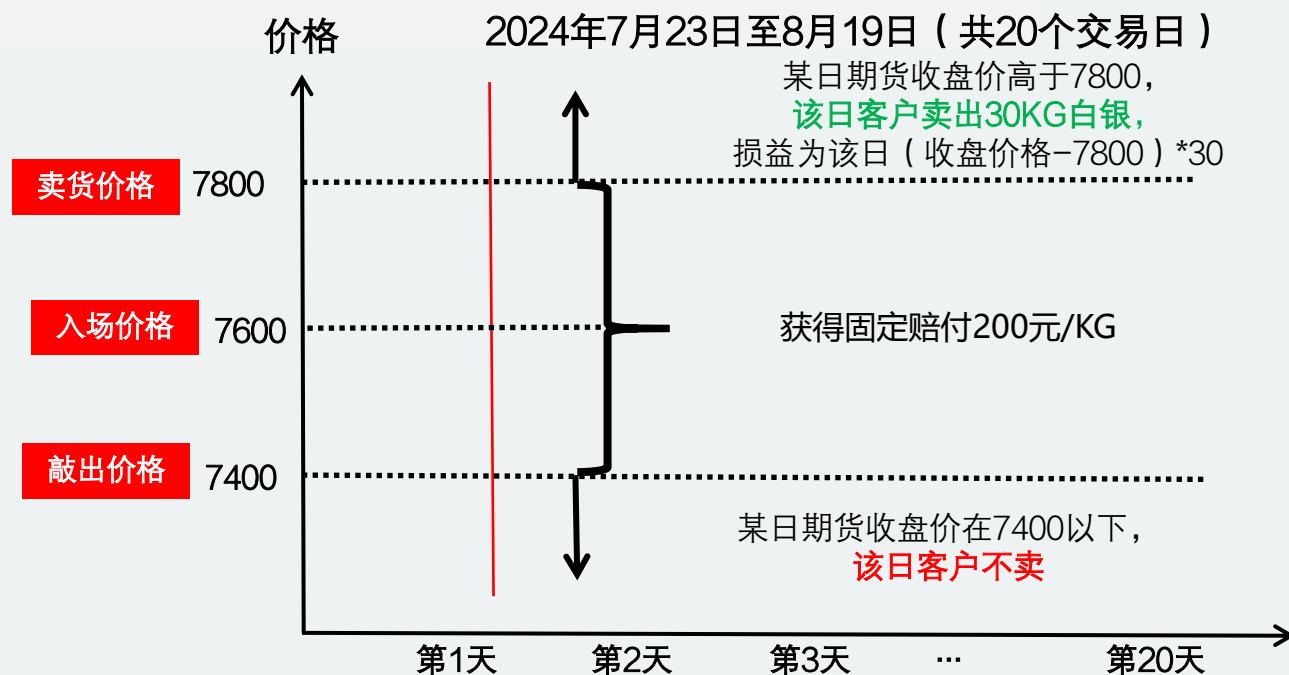 价格
2024年7月23日至8月19日（共20个交易日）
某日期货收盘价高于7800，
该日客户卖出30KG白银，
损益为该日（收盘价格-7800）*30
卖货价格 7800
入场价格 7600
获得固定赔付200元/KG
敲出价格 7400
某日期货收盘价在7400以下，
该日客户不卖
第1天 第2天 第3天 ... 第20天